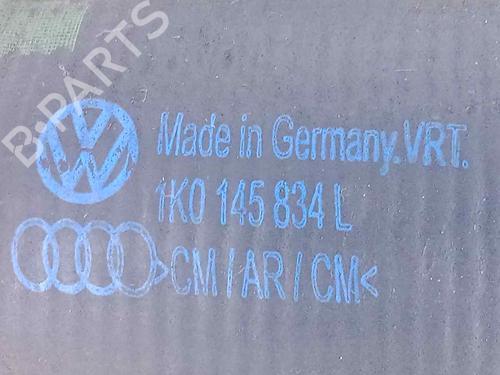 B-PARTS
Made in Germany.VRT.
1K0 145 834 L
>CM/AR/CM<